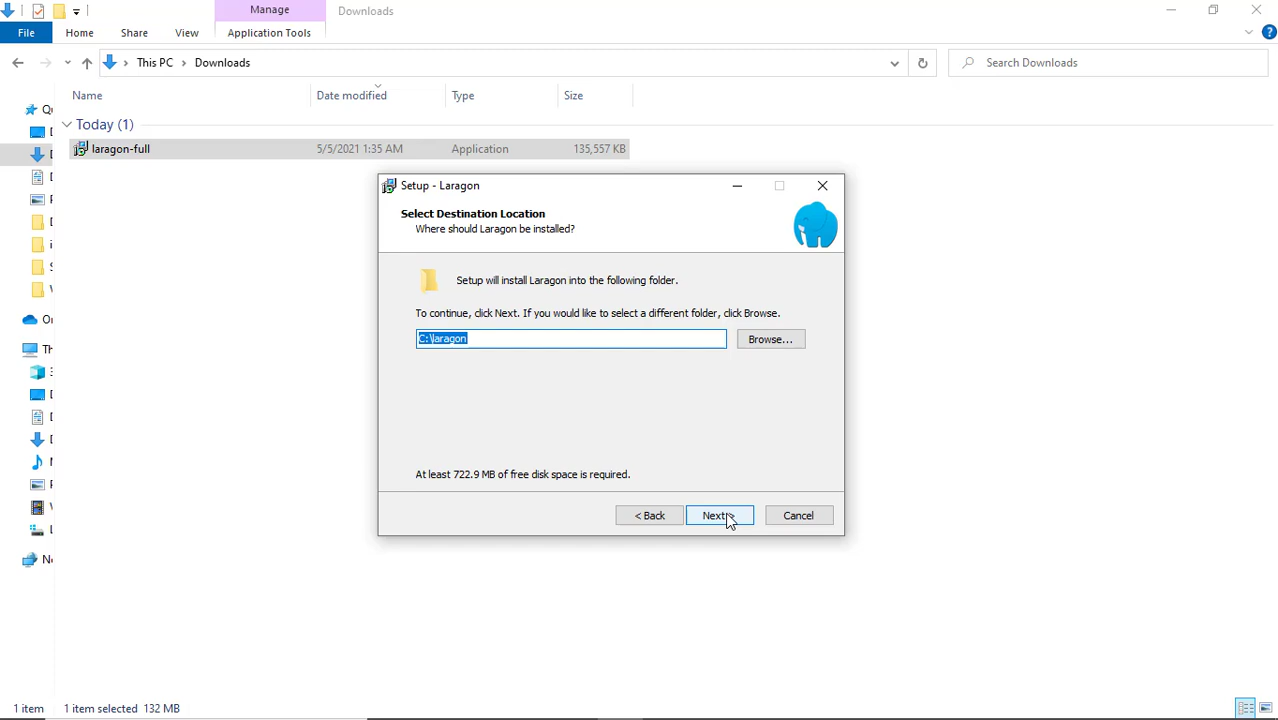 Manage
Downloads
File
Home
Share
View
Application Tools
This PC
Downloads
Search Downloads
Name
Date modified
Type
Size
Today (1)
laragon-full
5/5/2021 1:35 AM
Application
135,557 KB
Setup - Laragon
Select Destination Location
Where should Laragon be installed?
Setup will install Laragon into the following folder.
To continue, click Next. If you would like to select a different folder, click Browse.
C:\laragon
Browse...
At least 722.9 MB of free disk space is required.
< Back
Next >
Cancel
1 item
1 item selected 132 MB